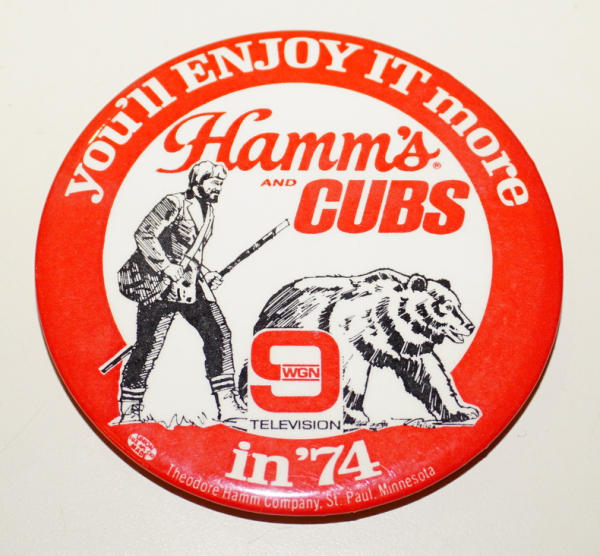 you'll ENJOY IT more
Hamm's®
AND CUBS
9
WGN
TELEVISION
in '74
Theodore Hamm Company, St. Paul, Minnesota